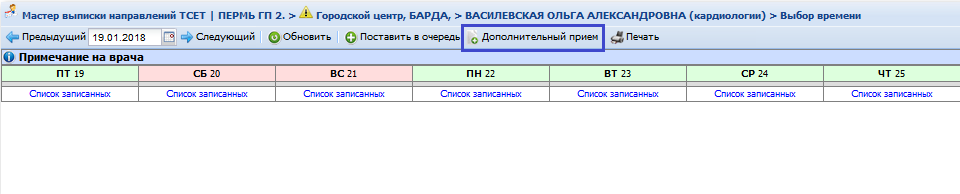 Мастер выписки направлений ТСЕТ | ПЕРМЬ ГП 2. > Городской центр, БАРДА, > ВАСИЛЕВСКАЯ ОЛЬГА АЛЕКСАНДРОВНА (кардиологии) > Выбор времени
Предыдущий 19.01.2018 Следующий Обновить Поставить в очередь Дополнительный прием Печать
Примечание на врача
ПТ 19 СБ 20 ВС 21 ПН 22 ВТ 23 СР 24 ЧТ 25
Список записанных Список записанных Список записанных Список записанных Список записанных Список записанных Список записанных